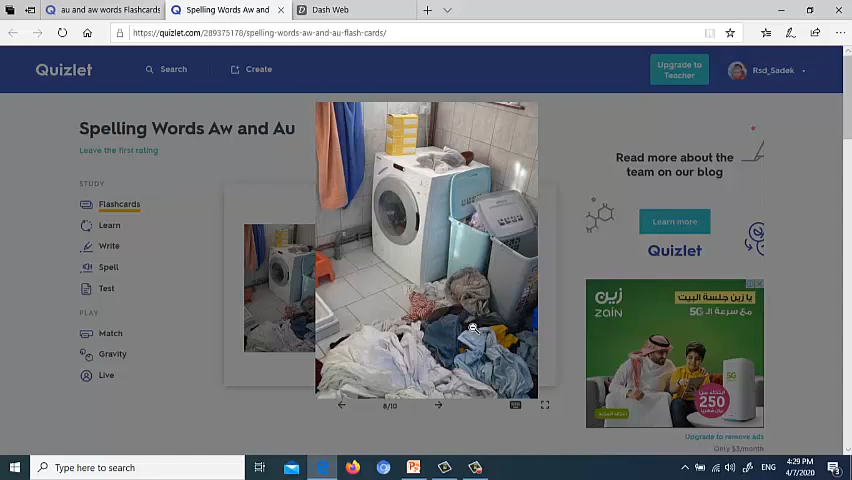 au and aw words Flashcards
Spelling Words Aw and
Dash Web
https://quizlet.com/289375178/spelling-words-aw-and-au-flash-cards/
Quizlet
Search
Create
Upgrade to
Teacher
Rsd_Sadek
Spelling Words Aw and Au
Leave the first rating
STUDY
Flashcards
Learn
Write
Spell
Test
PLAY
Match
Gravity
Live
8/10
Read more about the
team on our blog
Learn more
Quizlet
زين
ZAIN
يا زين جلسة البيت
مع سرعة الـ 5G
5G
250
Upgrade to remove ads
Only $3/month
Type here to search
ENG
4:29 PM
4/7/2020
3